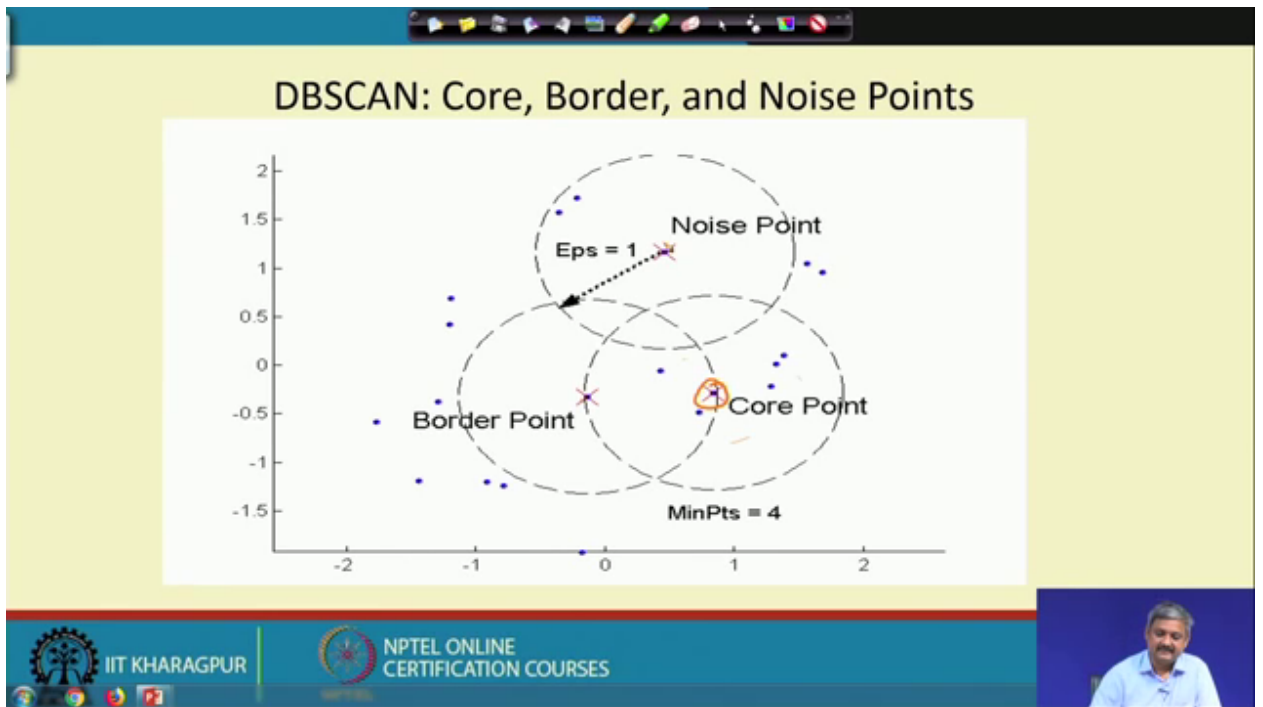 DBSCAN: Core, Border, and Noise Points
2
1.5
1
0.5
0
-0.5
-1
-1.5
Noise Point
Eps = 1
Border Point
Core Point
MinPts = 4
-2
-1
0
1
2
IIT KHARAGPUR
NPTEL ONLINE
CERTIFICATION COURSES